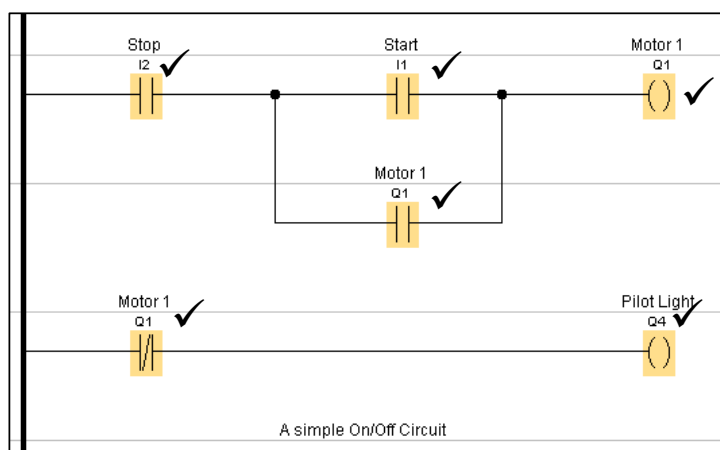 Stop
I2
Start
I1
Motor 1
Q1
Motor 1
Q1
Motor 1
Q1
Pilot Light
Q4
A simple On/Off Circuit